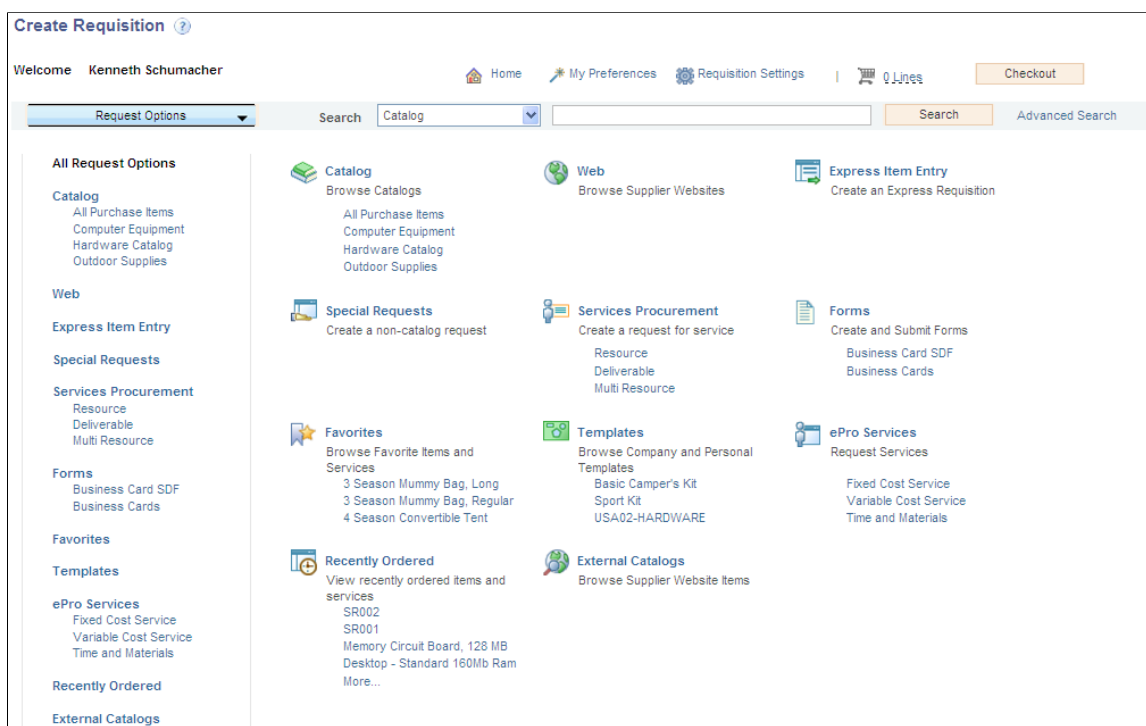 Create Requisition ?
Welcome Kenneth Schumacher
Home My Preferences Requisition Settings | 0 Lines Checkout
Request Options Search Catalog Search Advanced Search
All Request Options
Catalog
All Purchase Items
Computer Equipment
Hardware Catalog
Outdoor Supplies
Web
Express Item Entry
Special Requests
Services Procurement
Resource
Deliverable
Multi Resource
Forms
Business Card SDF
Business Cards
Favorites
Templates
ePro Services
Fixed Cost Service
Variable Cost Service
Time and Materials
Recently Ordered
External Catalogs
Catalog
Browse Catalogs
All Purchase Items
Computer Equipment
Hardware Catalog
Outdoor Supplies
Web
Browse Supplier Websites
Express Item Entry
Create an Express Requisition
Special Requests
Create a non-catalog request
Services Procurement
Create a request for service
Resource
Deliverable
Multi Resource
Forms
Create and Submit Forms
Business Card SDF
Business Cards
Favorites
Browse Favorite Items and
Services
3 Season Mummy Bag, Long
3 Season Mummy Bag, Regular
4 Season Convertible Tent
Templates
Browse Company and Personal
Templates
Basic Camper's Kit
Sport Kit
USA02-HARDWARE
ePro Services
Request Services
Fixed Cost Service
Variable Cost Service
Time and Materials
Recently Ordered
View recently ordered items and
services
SR002
SR001
Memory Circuit Board, 128 MB
Desktop - Standard 160Mb Ram
More...
External Catalogs
Browse Supplier Website Items